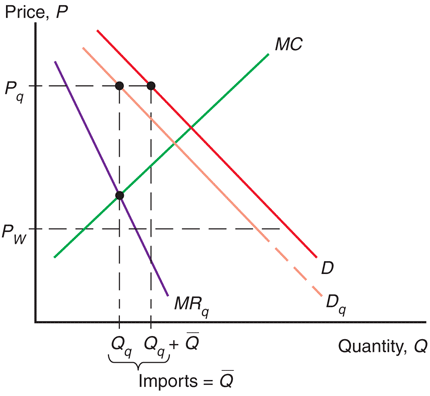 Price, P
MC
P_q
P_W
D
D_q
MR_q
Q_q
Q_q + Q̅
Quantity, Q
Imports = Q̅